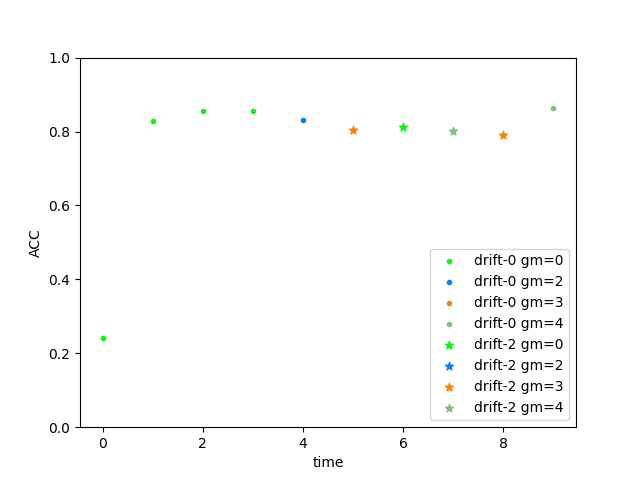 1.0
0.8
0.6
0.4
0.2
0.0
ACC
0 2 4 6 8
time
drift-0 gm=0
drift-0 gm=2
drift-0 gm=3
drift-0 gm=4
drift-2 gm=0
drift-2 gm=2
drift-2 gm=3
drift-2 gm=4